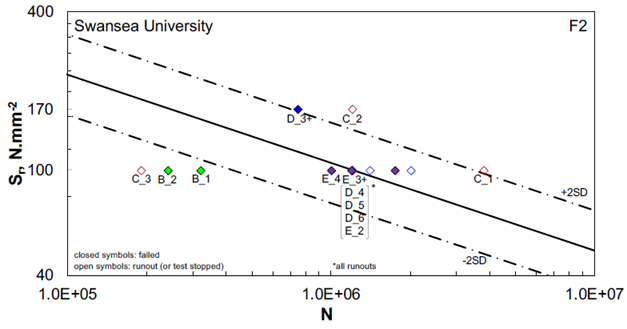 400
Swansea University
F2
170
D_3+
C_2
Sr, N.mm-2
100
C_3
B_2
B_1
E_4
E_3+
C_1
D_4
*
D_5
D_6
E_2
+2SD
-2SD
closed symbols: failed
open symbols: runout (or test stopped)
*all runouts
40
1.0E+05
1.0E+06
1.0E+07
N